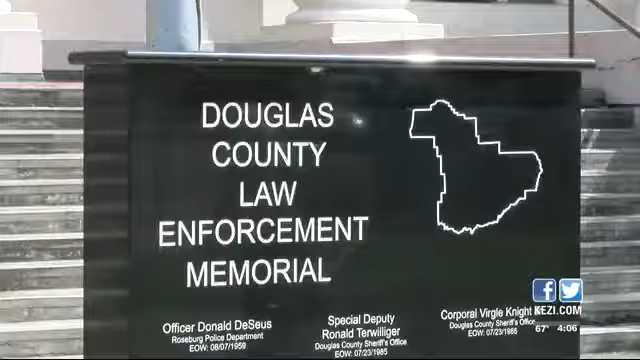 DOUGLAS
COUNTY
LAW
ENFORCEMENT
MEMORIAL
Officer Donald DeSeus
Roseburg Police Department
EOW: 08/07/1959
Special Deputy
Ronald Terwilliger
Douglas County Sheriff's Office
EOW: 07/23/1985
Corporal Virgle Knight
Douglas County Sheriff's Office
EOW: 07/23/1985
KEZI.COM
67° 4:06